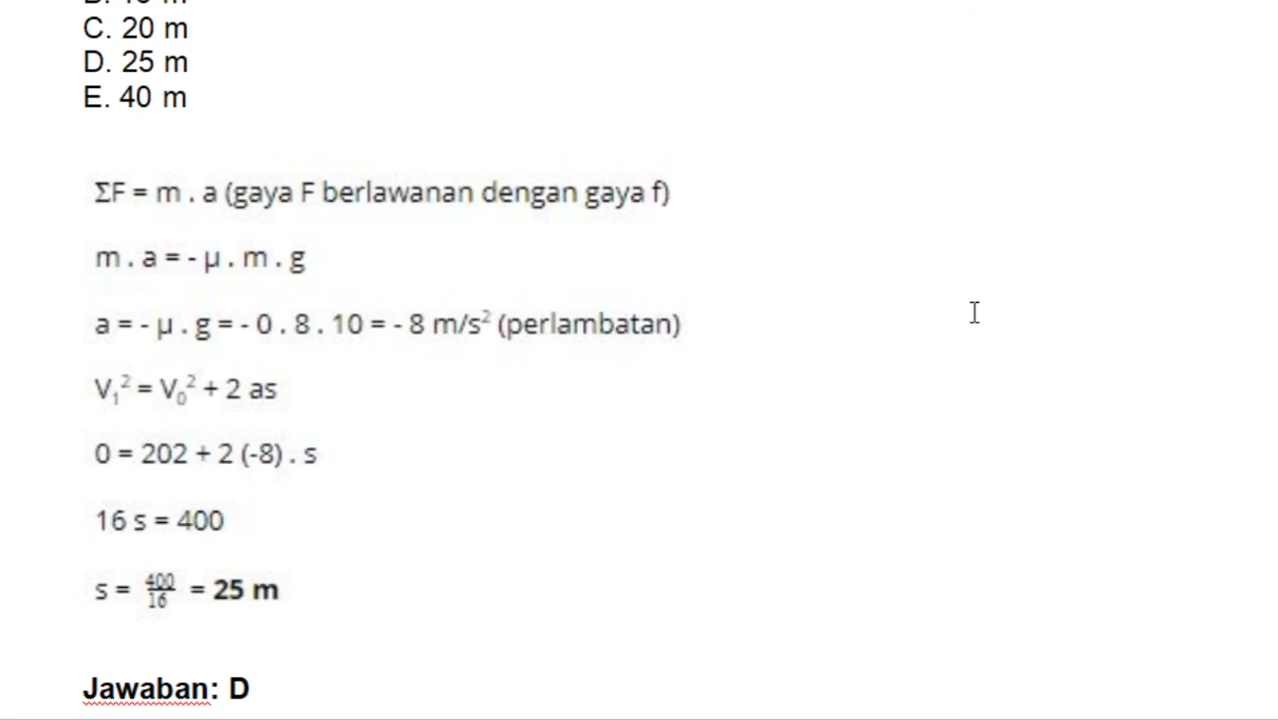 C. 20 m
D. 25 m
E. 40 m
ΣF = m . a (gaya F berlawanan dengan gaya f)
m . a = - μ . m . g
a = - μ . g = - 0 . 8 . 10 = - 8 m/s² (perlambatan)
V₁² = V₀² + 2 as
0 = 202 + 2 (-8) . s
16 s = 400
s = 400/16 = 25 m
Jawaban: D